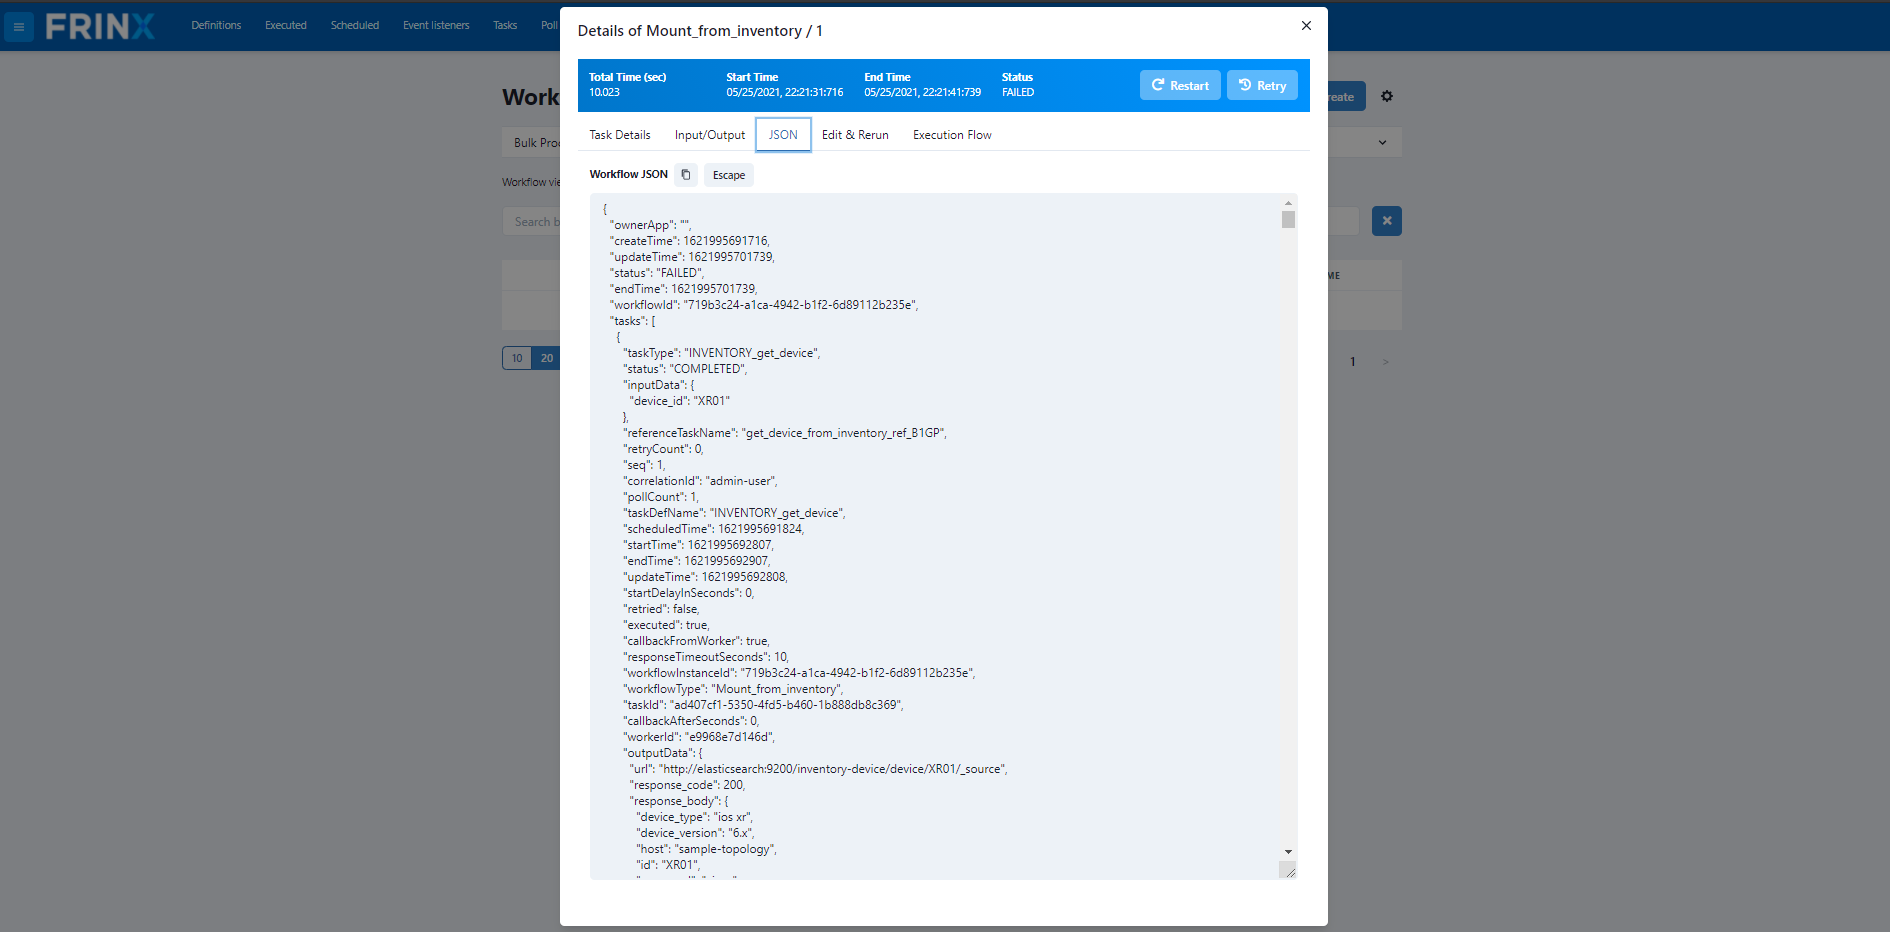 FRINX
Definitions
Executed
Scheduled
Event listeners
Tasks
Poll
Details of Mount_from_inventory / 1
Total Time (sec)
10.023
Start Time
05/25/2021, 22:21:31:716
End Time
05/25/2021, 22:21:41:739
Status
FAILED
Restart
Retry
Work
reate
Task Details
Input/Output
JSON
Edit & Rerun
Execution Flow
Bulk Proc
Workflow JSON
Escape
Workflow vie
Search b
ME
10
20
1
>
{
"ownerApp": "",
"createTime": 1621995691716,
"updateTime": 1621995701739,
"status": "FAILED",
"endTime": 1621995701739,
"workflowId": "719b3c24-a1ca-4942-b1f2-6d89112b235e",
"tasks": [
{
"taskType": "INVENTORY_get_device",
"status": "COMPLETED",
"inputData": {
"device_id": "XR01"
},
"referenceTaskName": "get_device_from_inventory_ref_B1GP",
"retryCount": 0,
"seq": 1,
"correlationId": "admin-user",
"pollCount": 1,
"taskDefName": "INVENTORY_get_device",
"scheduledTime": 1621995691824,
"startTime": 1621995692807,
"endTime": 1621995692907,
"updateTime": 1621995692808,
"startDelayInSeconds": 0,
"retried": false,
"executed": true,
"callbackFromWorker": true,
"responseTimeoutSeconds": 10,
"workflowInstanceId": "719b3c24-a1ca-4942-b1f2-6d89112b235e",
"workflowType": "Mount_from_inventory",
"taskId": "ad407cf1-5350-4fd5-b460-1b888db8c369",
"callbackAfterSeconds": 0,
"workerId": "e9968e7d146d",
"outputData": {
"url": "http://elasticsearch:9200/inventory-device/device/XR01/_source",
"response_code": 200,
"response_body": {
"device_type": "ios xr",
"device_version": "6.x",
"host": "sample-topology",
"id": "XR01",